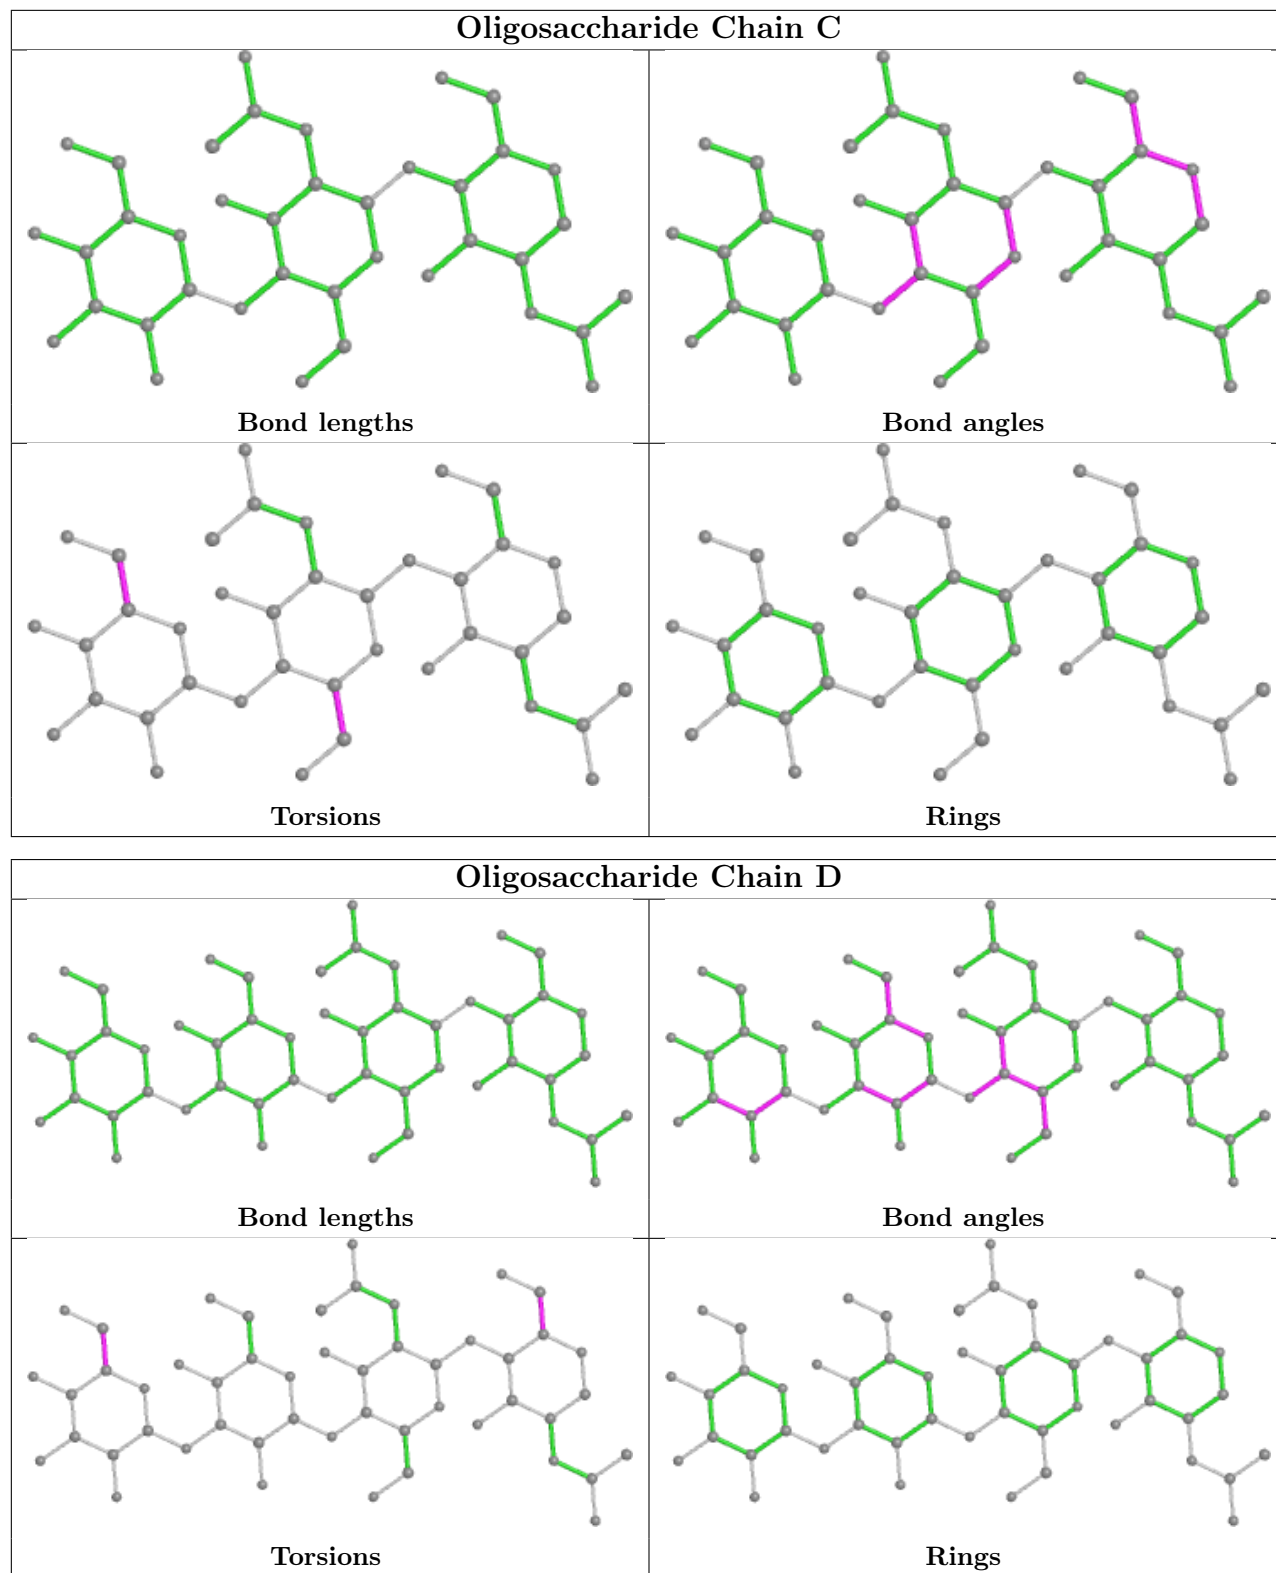 Oligosaccharide Chain C
Bond lengths
Bond angles
Torsions
Rings
Oligosaccharide Chain D
Bond lengths
Bond angles
Torsions
Rings